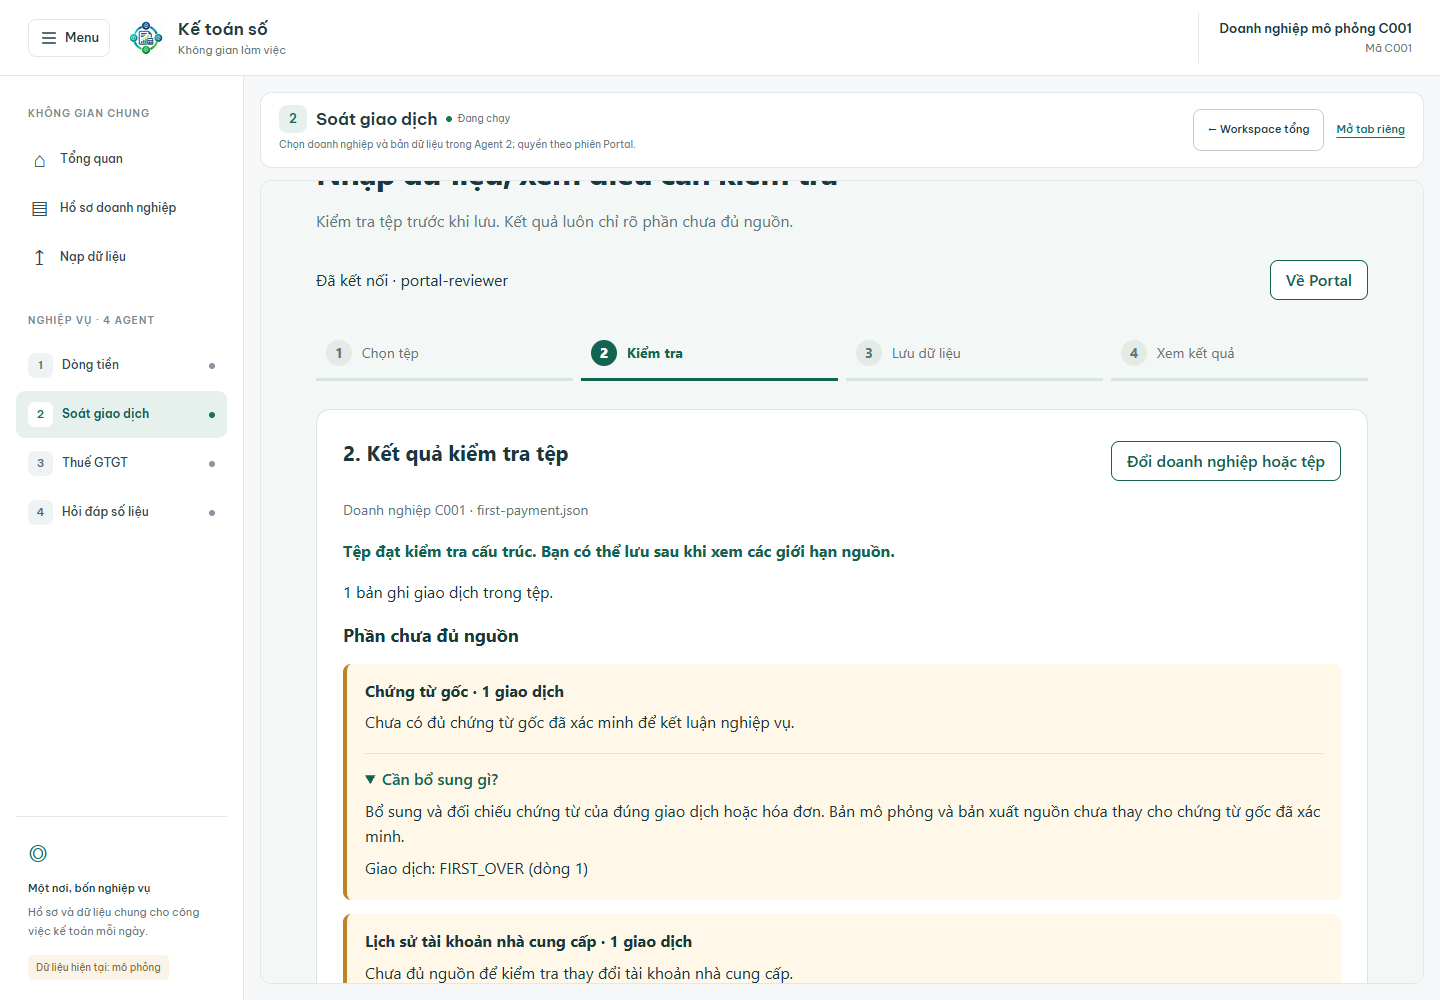 Menu
Kế toán số
Không gian làm việc
Doanh nghiệp mô phỏng C001
Mã C001
KHÔNG GIAN CHUNG
Tổng quan
Hồ sơ doanh nghiệp
Nạp dữ liệu
NGHIỆP VỤ · 4 AGENT
1 Dòng tiền
2 Soát giao dịch
3 Thuế GTGT
4 Hỏi đáp số liệu
Một nơi, bốn nghiệp vụ
Hồ sơ và dữ liệu chung cho công
việc kế toán mỗi ngày.
Dữ liệu hiện tại: mô phỏng
2 Soát giao dịch Đang chạy
Chọn doanh nghiệp và bản dữ liệu trong Agent 2; quyền theo phiên Portal.
← Workspace tổng
Mở tab riêng
Nhập dữ liệu, xem điều cần kiểm tra
Kiểm tra tệp trước khi lưu. Kết quả luôn chỉ rõ phần chưa đủ nguồn.
Đã kết nối · portal-reviewer
Về Portal
1 Chọn tệp
2 Kiểm tra
3 Lưu dữ liệu
4 Xem kết quả
2. Kết quả kiểm tra tệp
Đổi doanh nghiệp hoặc tệp
Doanh nghiệp C001 · first-payment.json
Tệp đạt kiểm tra cấu trúc. Bạn có thể lưu sau khi xem các giới hạn nguồn.
1 bản ghi giao dịch trong tệp.
Phần chưa đủ nguồn
Chứng từ gốc · 1 giao dịch
Chưa có đủ chứng từ gốc đã xác minh để kết luận nghiệp vụ.
▼ Cần bổ sung gì?
Bổ sung và đối chiếu chứng từ của đúng giao dịch hoặc hóa đơn. Bản mô phỏng và bản xuất nguồn chưa thay cho chứng từ gốc đã xác
minh.
Giao dịch: FIRST_OVER (dòng 1)
Lịch sử tài khoản nhà cung cấp · 1 giao dịch
Chưa đủ nguồn để kiểm tra thay đổi tài khoản nhà cung cấp.